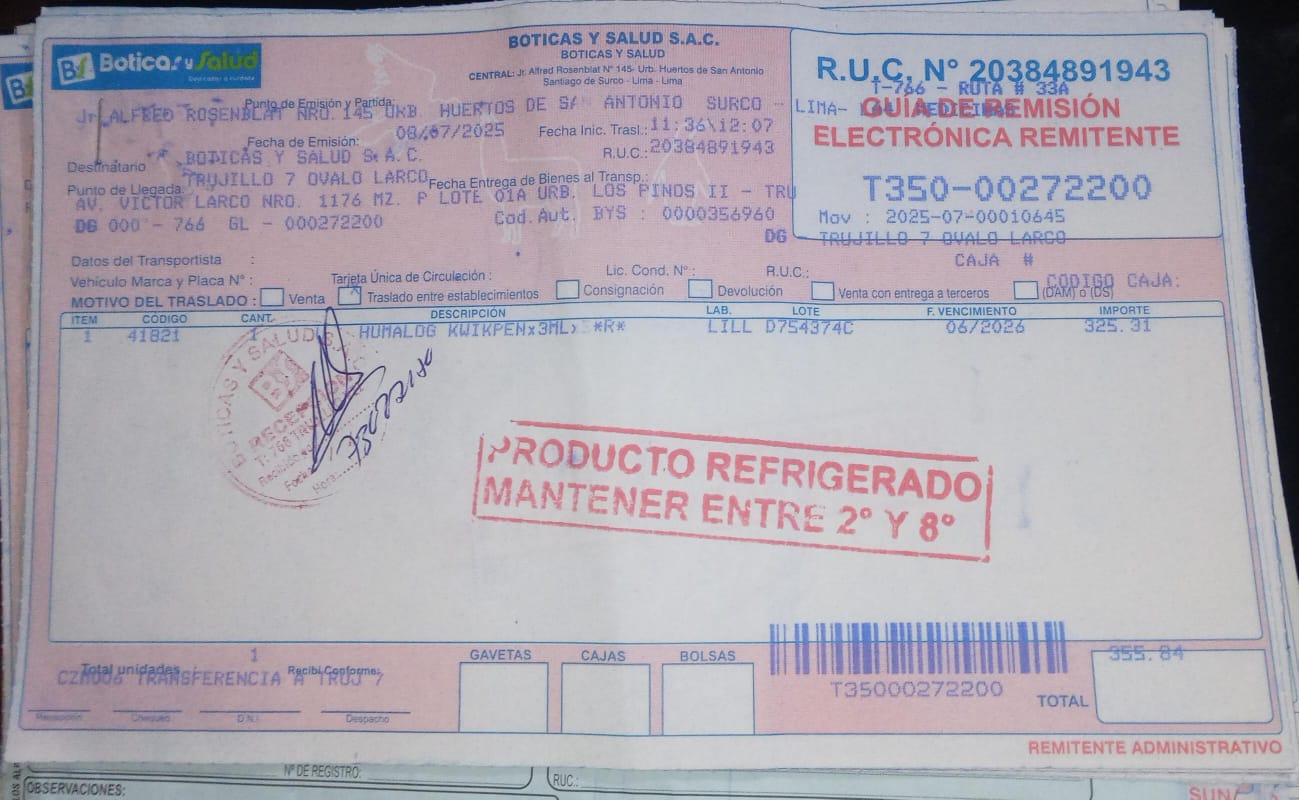 Boticas y Salud
BOTICAS Y SALUD S.A.C.
BOTICAS Y SALUD
CENTRAL: Jr. Alfred Rosenblat N° 145- Urb. Huertos de San Antonio
Santiago de Surco - Lima - Lima
R.U.C. N° 20384891943
T-766 - RUTA # 33A
GUÍA DE REMISIÓN
ELECTRÓNICA REMITENTE
T350-00272200
Mov : 2025-07-00010645
DG - TRUJILLO 7 OVALO LARCO
Punto de Emisión y Partida:
Jr. ALFRED ROSENBLAT NRO. 145 URB. HUERTOS DE SAN ANTONIO SURCO - LIMA-
Fecha de Emisión: 08/07/2025
Fecha Inic. Trasl.: 11:36\12:07
Destinatario BOTICAS Y SALUD S.A.C.
R.U.C.: 20384891943
Punto de Llegada: TRUJILLO 7 OVALO LARCO
Fecha Entrega de Bienes al Transp.:
AV. VICTOR LARCO NRO. 1176 MZ. P LOTE 01A URB. LOS PINOS II - TRU
DG 000 - 766 GL - 000272200
Cod. Aut. BYS : 0000356960
CAJA #
Datos del Transportista :
Vehículo Marca y Placa N° :
Tarjeta Única de Circulación :
Lic. Cond. N° :
R.U.C.:
CODIGO CAJA:
MOTIVO DEL TRASLADO : Venta X Traslado entre establecimientos Consignación Devolución Venta con entrega a terceros (DAM) o (DS)
ITEM CÓDIGO CANT. DESCRIPCIÓN LAB. LOTE F. VENCIMIENTO IMPORTE
1 41821 1 HUMALOG KWIKPENx3MLx *R* LILL D754374C 06/2026 325.31
BOTICAS Y SALUD S.A.C.
BS
RECEPCIÓN
T: 766
Hora
PRODUCTO REFRIGERADO
MANTENER ENTRE 2° Y 8°
Total unidades 1
Recibí Conforme:
CZM006 TRANSFERENCIA A TRUJ 7
Recepción Chequeo D.N.I. Despacho
GAVETAS CAJAS BOLSAS
T35000272200
355.84
TOTAL
REMITENTE ADMINISTRATIVO
N° DE REGISTRO:
OBSERVACIONES:
RUC.: